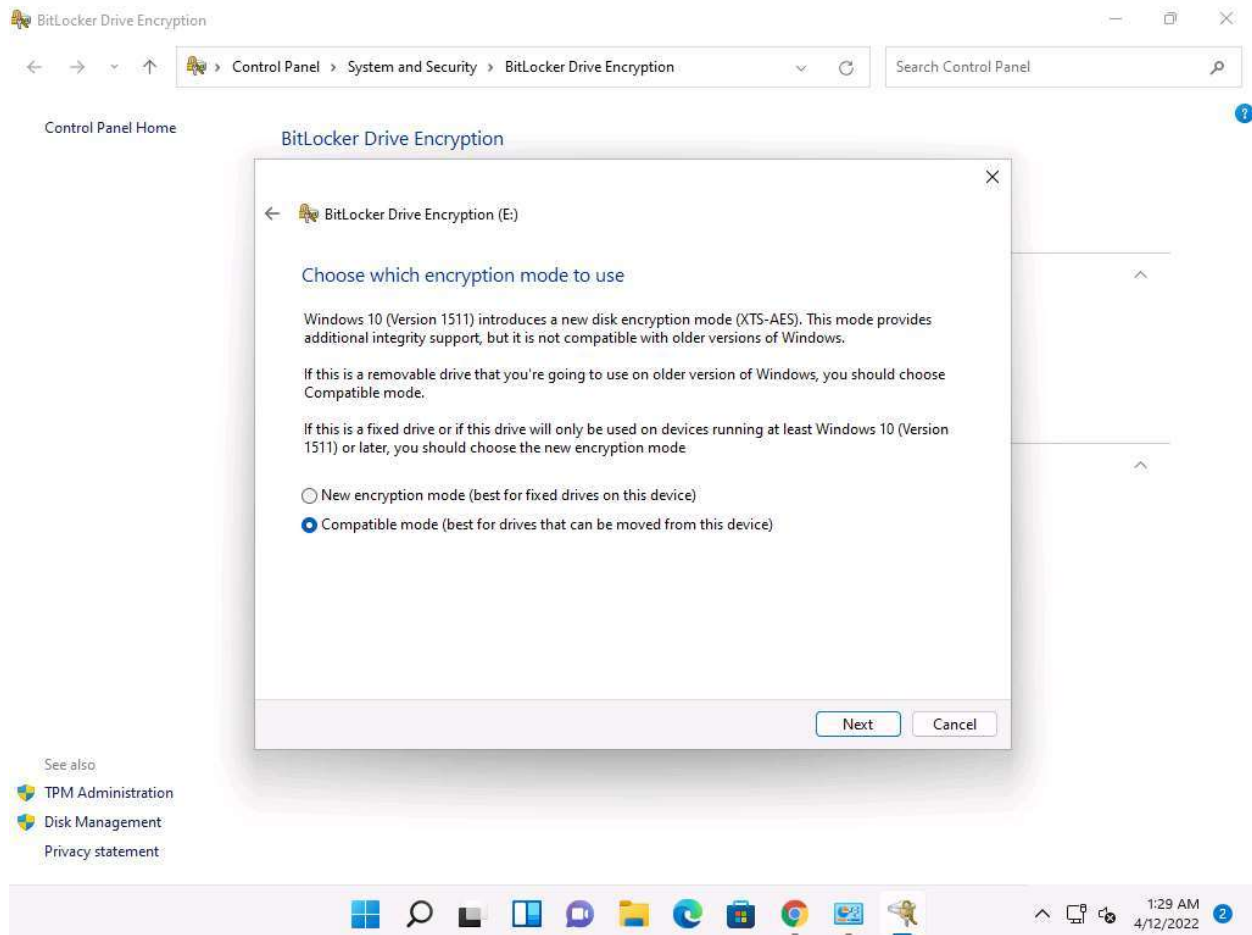 BitLocker Drive Encryption
Control Panel > System and Security > BitLocker Drive Encryption
Search Control Panel
Control Panel Home
BitLocker Drive Encryption
BitLocker Drive Encryption (E:)
Choose which encryption mode to use
Windows 10 (Version 1511) introduces a new disk encryption mode (XTS-AES). This mode provides
additional integrity support, but it is not compatible with older versions of Windows.
If this is a removable drive that you're going to use on older version of Windows, you should choose
Compatible mode.
If this is a fixed drive or if this drive will only be used on devices running at least Windows 10 (Version
1511) or later, you should choose the new encryption mode
New encryption mode (best for fixed drives on this device)
Compatible mode (best for drives that can be moved from this device)
Next
Cancel
See also
TPM Administration
Disk Management
Privacy statement
1:29 AM
4/12/2022
2